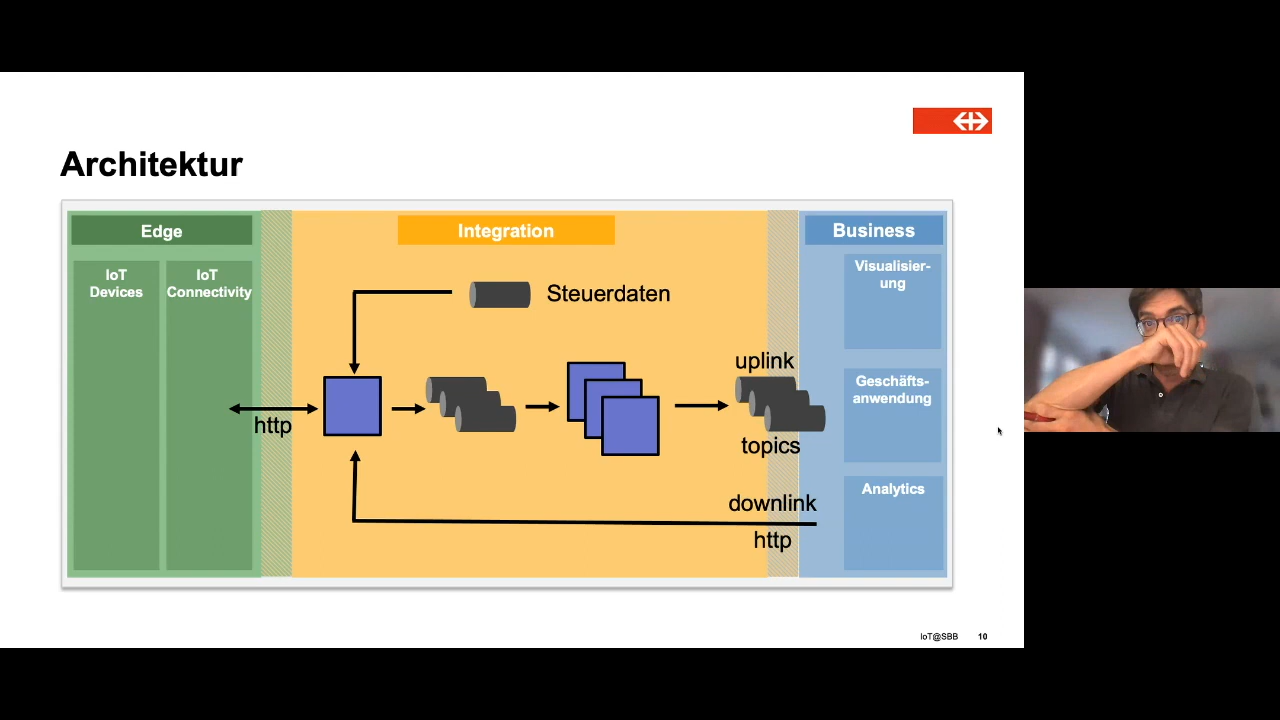 Architektur
Edge
Integration
Business
IoT
Devices
IoT
Connectivity
Steuerdaten
http
uplink
topics
downlink
http
Visualisier-
ung
Geschäfts-
anwendung
Analytics
IoT@SBB 10